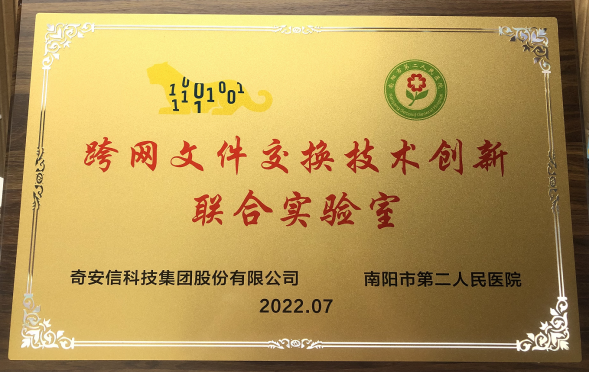 跨网文件交换技术创新
联合实验室
奇安信科技集团股份有限公司 南阳市第二人民医院
2022.07